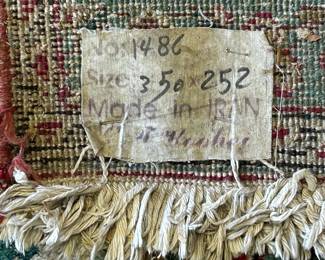 No: 1486
Size 350 x 252
Made in IRAN